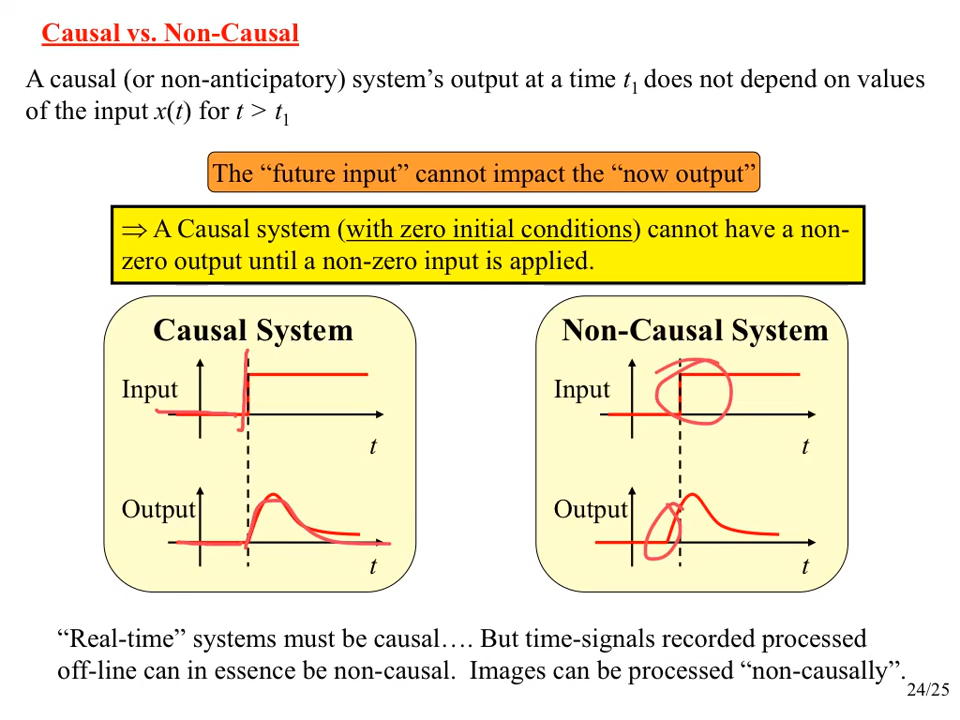 Causal vs. Non-Causal
A causal (or non-anticipatory) system’s output at a time t₁ does not depend on values
of the input x(t) for t > t₁
The “future input” cannot impact the “now output”
⇒ A Causal system (with zero initial conditions) cannot have a non-
zero output until a non-zero input is applied.
Causal System
Input
t
Output
t
Non-Causal System
Input
t
Output
t
“Real-time” systems must be causal…. But time-signals recorded processed
off-line can in essence be non-causal.  Images can be processed “non-causally”.
24/25